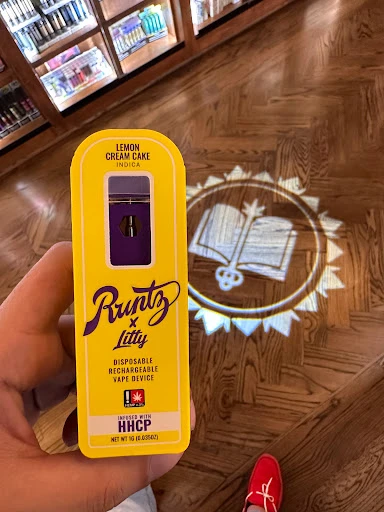 LEMON
CREAM CAKE
INDICA
Runtz
x
Litty
DISPOSABLE
RECHARGEABLE
VAPE DEVICE
INFUSED WITH
HHCP
NET WT 1G (0.035OZ)